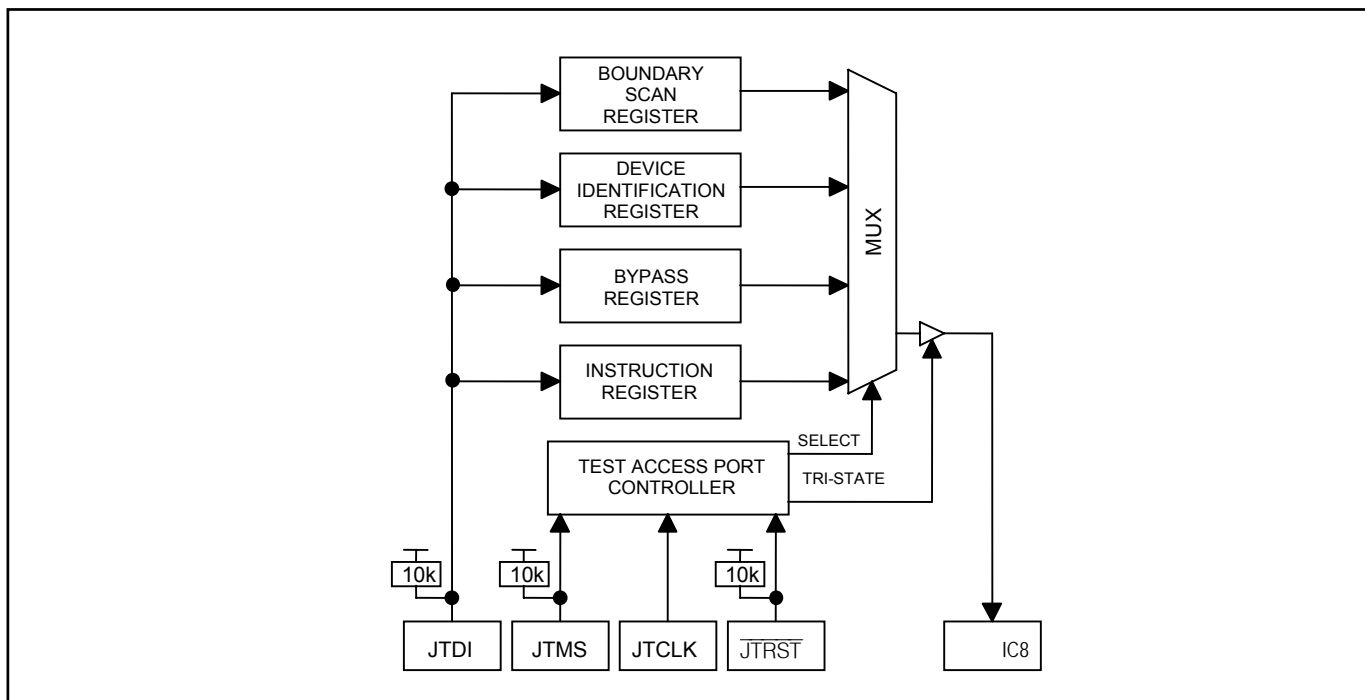 BOUNDARY
SCAN
REGISTER
DEVICE
IDENTIFICATION
REGISTER
BYPASS
REGISTER
INSTRUCTION
REGISTER
MUX
SELECT
TEST ACCESS PORT
CONTROLLER
TRI-STATE
10k
10k
10k
JTDI
JTMS
JTCLK
JTRST
IC8